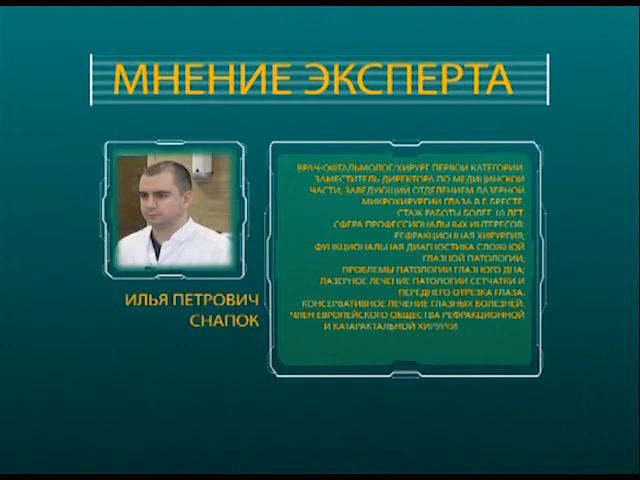 МНЕНИЕ ЭКСПЕРТА
ВРАЧ-ОФТАЛЬМОЛОГ/ХИРУРГ ПЕРВОЙ КАТЕГОРИИ.
ЗАМЕСТИТЕЛЬ ДИРЕКТОРА ПО МЕДИЦИНСКОЙ
ЧАСТИ, ЗАВЕДУЮЩИЙ ОТДЕЛЕНИЕМ ЛАЗЕРНОЙ
МИКРОХИРУРГИИ ГЛАЗА В Г. БРЕСТЕ.
СТАЖ РАБОТЫ БОЛЕЕ 10 ЛЕТ.
СФЕРА ПРОФЕССИОНАЛЬНЫХ ИНТЕРЕСОВ:
РЕФРАКЦИОННАЯ ХИРУРГИЯ;
ФУНКЦИОНАЛЬНАЯ ДИАГНОСТИКА СЛОЖНОЙ
ГЛАЗНОЙ ПАТОЛОГИИ;
ПРОБЛЕМЫ ПАТОЛОГИИ ГЛАЗНОГО ДНА;
ЛАЗЕРНОЕ ЛЕЧЕНИЕ ПАТОЛОГИИ СЕТЧАТКИ И
ПЕРЕДНЕГО ОТРЕЗКА ГЛАЗА.
КОНСЕРВАТИВНОЕ ЛЕЧЕНИЕ ГЛАЗНЫХ БОЛЕЗНЕЙ.
ЧЛЕН ЕВРОПЕЙСКОГО ОБЩЕСТВА РЕФРАКЦИОННОЙ
И КАТАРАКТАЛЬНОЙ ХИРУРГИИ
ИЛЬЯ ПЕТРОВИЧ
СНАПОК